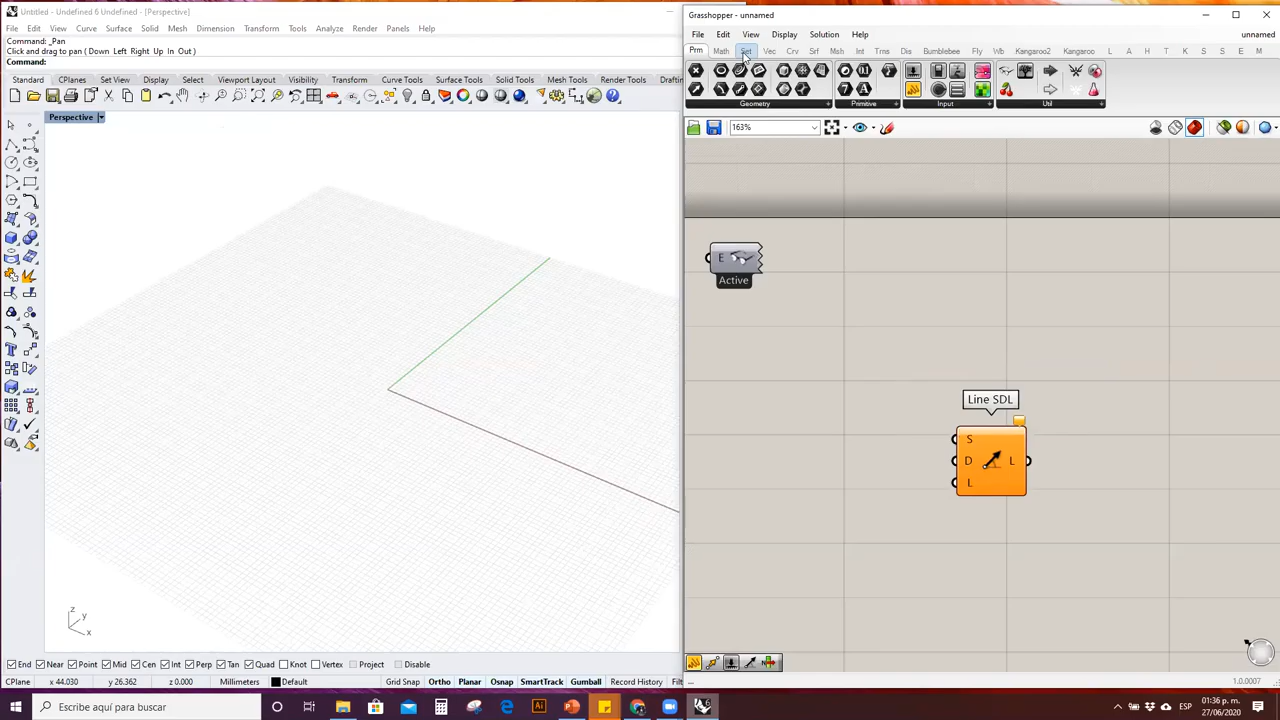 Untitled - Undefined 6 Undefined - [Perspective]
File Edit View Curve Surface Solid Mesh Dimension Transform Tools Analyze Render Panels Help
Command: _Pan
Click and drag to pan ( Down Left Right Up In Out )
Command:
Standard CPlanes Set View Display Select Viewport Layout Visibility Transform Curve Tools Surface Tools Solid Tools Mesh Tools Render Tools Drafting
Perspective
z
y
x
End Near Point Mid Cen Int Perp Tan Quad Knot Vertex Project Disable
CPlane x 44.030 y 26.362 z 0.000 Millimeters Default Grid Snap Ortho Planar Osnap SmartTrack Gumball Record History Filt
Grasshopper - unnamed
File Edit View Display Solution Help unnamed
Prm Math Set Vec Crv Srf Msh Int Trns Dis Bumblebee Fly Wb Kangaroo2 Kangaroo L A H T K S S S E M
Geometry Primitive Input Util
163%
E
Active
Line SDL
S
D L
L
1.0.0007
Escribe aquí para buscar
ESP
01:36 p. m.
27/06/2020